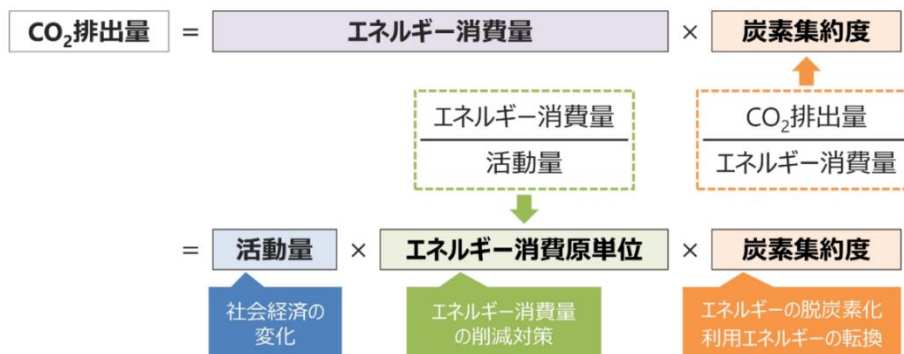 CO₂排出量 = エネルギー消費量 × 炭素集約度
エネルギー消費量
活動量
CO₂排出量
エネルギー消費量
= 活動量 × エネルギー消費原単位 × 炭素集約度
社会経済の
変化
エネルギー消費量
の削減対策
エネルギーの脱炭素化
利用エネルギーの転換